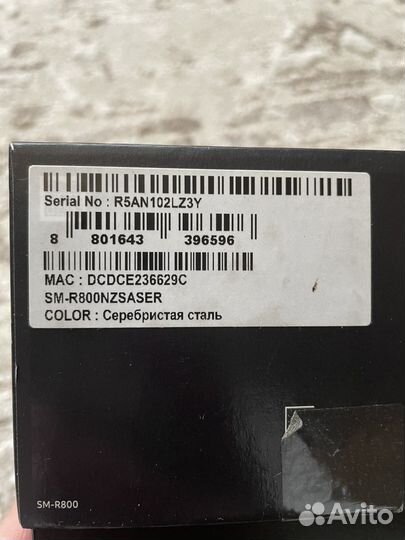 Serial No : R5AN102LZ3Y
8 801643 396596
MAC : DCDCE236629C
SM-R800NZSASER
COLOR : Серебристая сталь
SM-R800
Avito